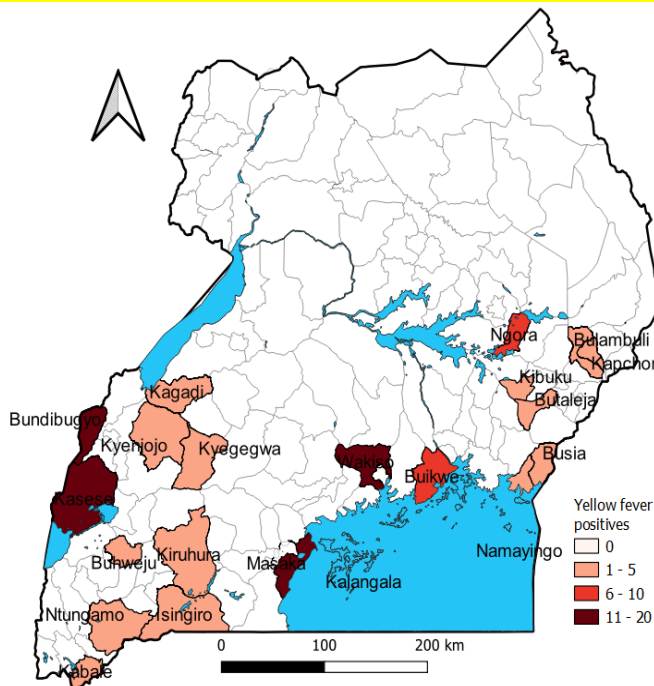 Ngora
Bulambuli
Kapchor
Kibuku
Butaleja
Kagadi
Bundibugyo
Kyenjojo
Kyegegwa
Wakiso
Buikwe
Busia
Kasese
Yellow fever
positives
0
1 - 5
6 - 10
11 - 20
Buhweju
Kiruhura
Masaka
Kalangala
Namayingo
Ntungamo
Isingiro
Kabale
0 100 200 km